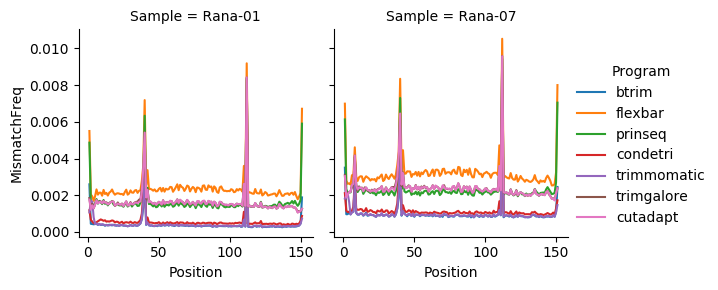 Sample = Rana-01
Sample = Rana-07
MismatchFreq
0.010
0.008
0.006
0.004
0.002
0.000
0
50
100
150
Position
0
50
100
150
Position
Program
btrim
flexbar
prinseq
condetri
trimmomatic
trimgalore
cutadapt